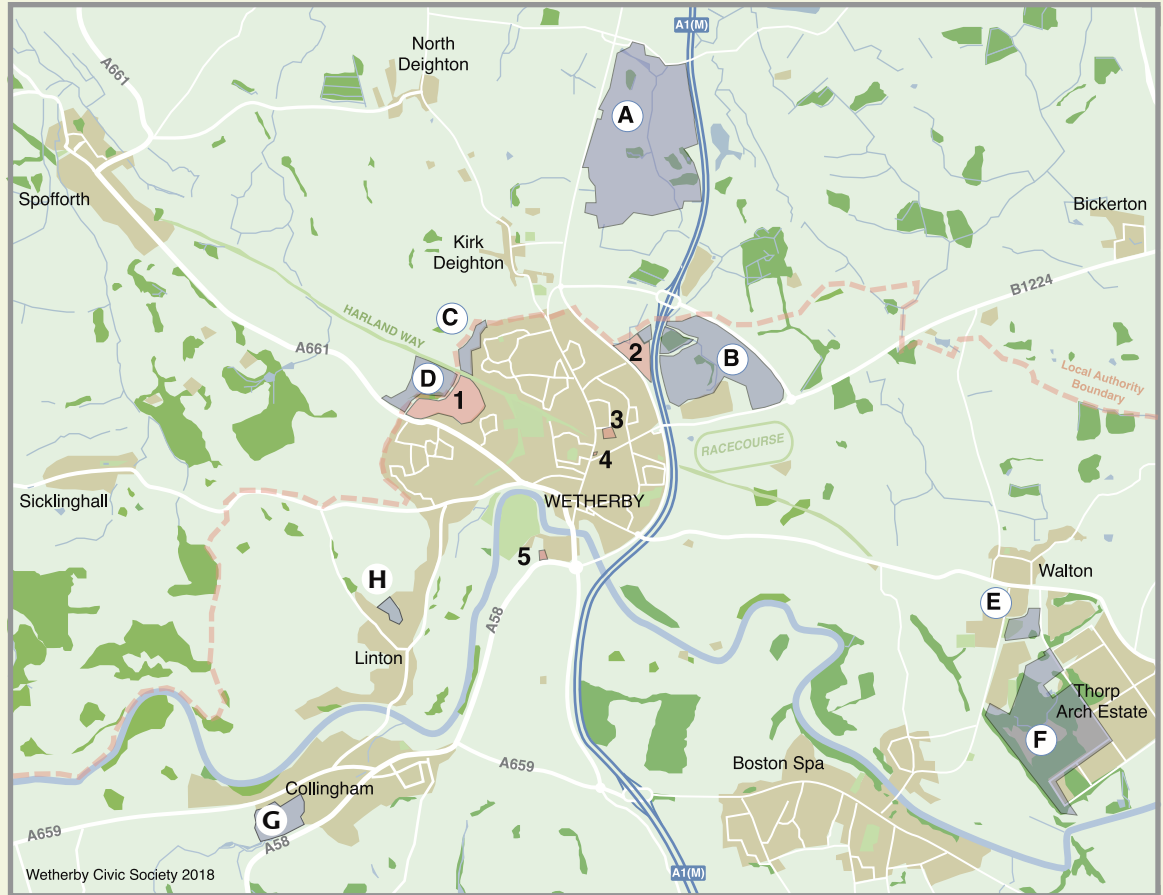 A1(M)
North
Deighton
A661
A
Spofforth
Bickerton
Kirk
Deighton
B1224
C
HARLAND WAY
A661
2
B
D
1
Local Authority
Boundary
3
RACECOURSE
4
Sicklinghall
WETHERBY
5
H
Walton
E
A58
Linton
Thorp
Arch Estate
F
A659
Boston Spa
Collingham
G
A659
A58
Wetherby Civic Society 2018
A1(M)